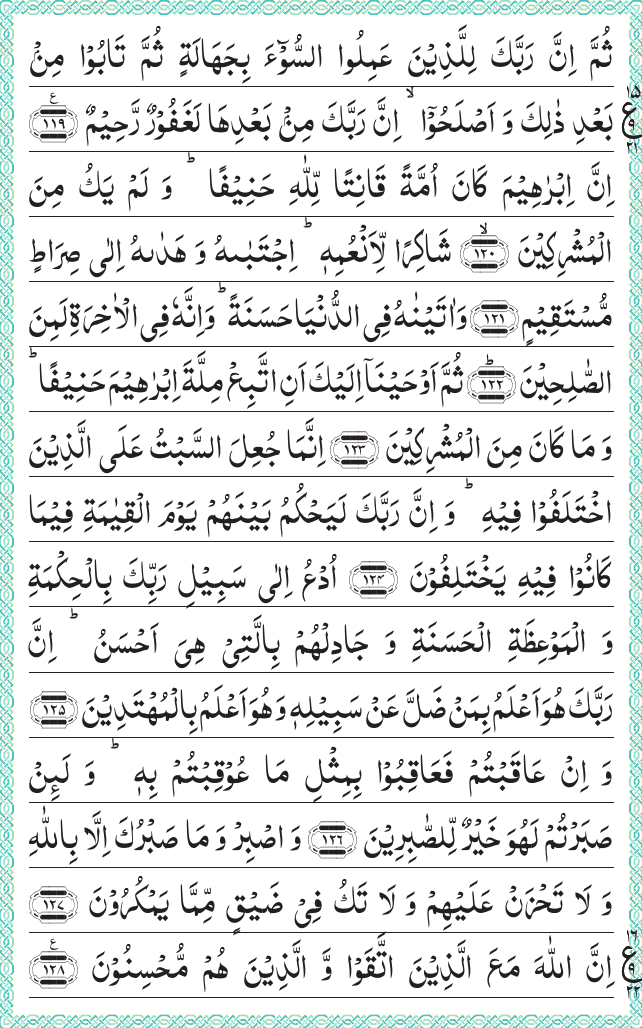 ثُمَّ اِنَّ رَبَّكَ لِلَّذِيْنَ عَمِلُوا السُّوْٓءَ بِجَهَالَةٍ ثُمَّ تَابُوْا مِنْۢ
بَعْدِ ذٰلِكَ وَ اَصْلَحُوْٓا ۙ اِنَّ رَبَّكَ مِنْۢ بَعْدِهَا لَغَفُوْرٌ رَّحِيْمٌ ﴿۱۱۹﴾ ع
۱۵ ع ۹ ۲۱
اِنَّ اِبْرٰهِيْمَ كَانَ اُمَّةً قَانِتًا لِّلّٰهِ حَنِيْفًا ؕ وَ لَمْ يَكُ مِنَ
الْمُشْرِكِيْنَ ۙ﴿۱۲۰﴾ شَاكِرًا لِّاَنْعُمِهٖ ؕ اِجْتَبٰىهُ وَ هَدٰىهُ اِلٰى صِرَاطٍ
مُّسْتَقِيْمٍ ﴿۱۲۱﴾ وَاٰتَيْنٰهُ فِى الدُّنْيَا حَسَنَةً ؕ وَاِنَّهٗ فِى الْاٰخِرَةِ لَمِنَ
الصّٰلِحِيْنَ ؕ﴿۱۲۲﴾ ثُمَّ اَوْحَيْنَاۤ اِلَيْكَ اَنِ اتَّبِعْ مِلَّةَ اِبْرٰهِيْمَ حَنِيْفًا ؕ
وَ مَا كَانَ مِنَ الْمُشْرِكِيْنَ ﴿۱۲۳﴾ اِنَّمَا جُعِلَ السَّبْتُ عَلَى الَّذِيْنَ
اخْتَلَفُوْا فِيْهِ ؕ وَ اِنَّ رَبَّكَ لَيَحْكُمُ بَيْنَهُمْ يَوْمَ الْقِيٰمَةِ فِيْمَا
كَانُوْا فِيْهِ يَخْتَلِفُوْنَ ﴿۱۲۴﴾ اُدْعُ اِلٰى سَبِيْلِ رَبِّكَ بِالْحِكْمَةِ
وَ الْمَوْعِظَةِ الْحَسَنَةِ وَ جَادِلْهُمْ بِالَّتِيْ هِيَ اَحْسَنُ ؕ اِنَّ
رَبَّكَ هُوَ اَعْلَمُ بِمَنْ ضَلَّ عَنْ سَبِيْلِهٖ وَهُوَ اَعْلَمُ بِالْمُهْتَدِيْنَ ﴿۱۲۵﴾
وَ اِنْ عَاقَبْتُمْ فَعَاقِبُوْا بِمِثْلِ مَا عُوْقِبْتُمْ بِهٖ ؕ وَ لَىِٕنْ
صَبَرْتُمْ لَهُوَ خَيْرٌ لِّلصّٰبِرِيْنَ ﴿۱۲۶﴾ وَ اصْبِرْ وَ مَا صَبْرُكَ اِلَّا بِاللّٰهِ
وَ لَا تَحْزَنْ عَلَيْهِمْ وَ لَا تَكُ فِيْ ضَيْقٍ مِّمَّا يَمْكُرُوْنَ ﴿۱۲۷﴾
اِنَّ اللّٰهَ مَعَ الَّذِيْنَ اتَّقَوْا وَّ الَّذِيْنَ هُمْ مُّحْسِنُوْنَ ﴿۱۲۸﴾ ع
۱۶ ع ۹ ۲۲